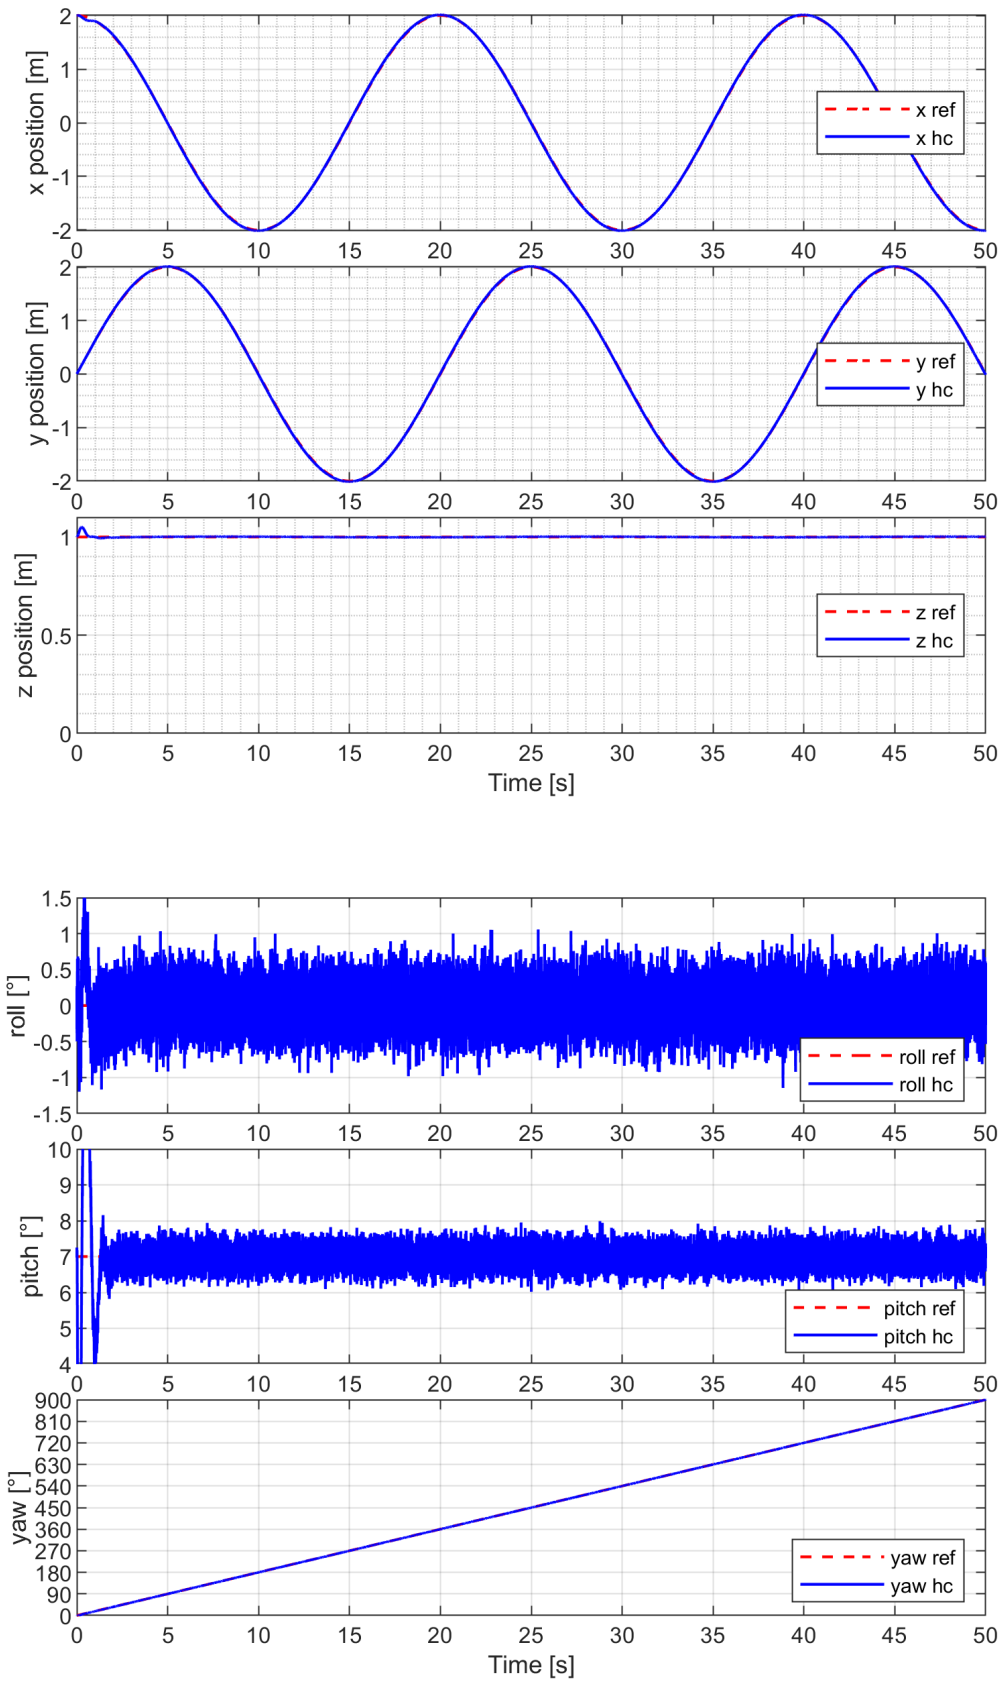 x position [m]
2
1
0
-1
-2
x ref
x hc
0 5 10 15 20 25 30 35 40 45 50
y position [m]
2
1
0
-1
-2
y ref
y hc
0 5 10 15 20 25 30 35 40 45 50
z position [m]
1
0.5
0
z ref
z hc
0 5 10 15 20 25 30 35 40 45 50
Time [s]
roll [°]
1.5
1
0.5
0
-0.5
-1
-1.5
roll ref
roll hc
0 5 10 15 20 25 30 35 40 45 50
pitch [°]
10
9
8
7
6
5
4
pitch ref
pitch hc
0 5 10 15 20 25 30 35 40 45 50
yaw [°]
900
810
720
630
540
450
360
270
180
90
0
yaw ref
yaw hc
0 5 10 15 20 25 30 35 40 45 50
Time [s]